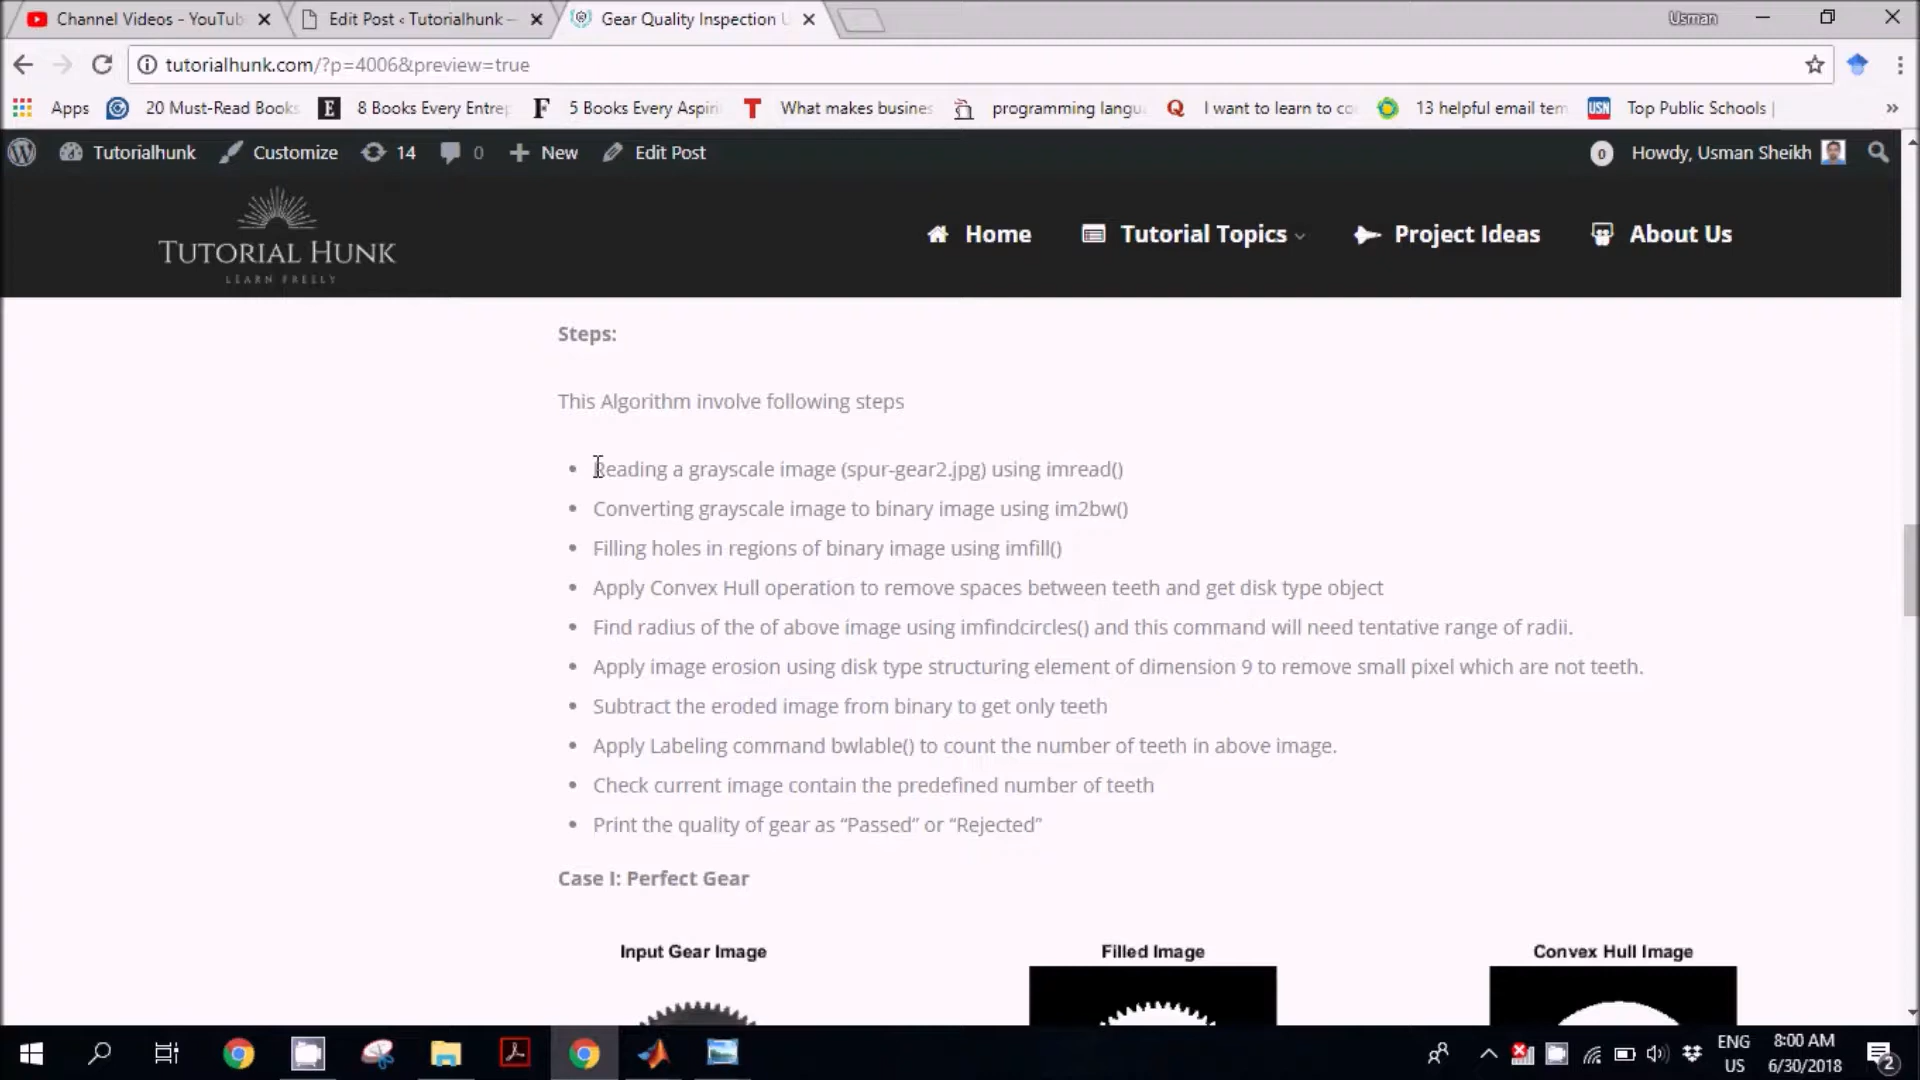 Channel Videos - YouTub
Edit Post ‹ Tutorialhunk —
Gear Quality Inspection U
Usman
tutorialhunk.com/?p=4006&preview=true
Apps
20 Must-Read Books
8 Books Every Entrep
5 Books Every Aspiri
What makes busines
programming langu
I want to learn to co
13 helpful email tem
USN
Top Public Schools |
Tutorialhunk
Customize
14
0
New
Edit Post
0
Howdy, Usman Sheikh
TUTORIAL HUNK
LEARN FREELY
Home
Tutorial Topics
Project Ideas
About Us
Steps:
This Algorithm involve following steps
Reading a grayscale image (spur-gear2.jpg) using imread()
Converting grayscale image to binary image using im2bw()
Filling holes in regions of binary image using imfill()
Apply Convex Hull operation to remove spaces between teeth and get disk type object
Find radius of the of above image using imfindcircles() and this command will need tentative range of radii.
Apply image erosion using disk type structuring element of dimension 9 to remove small pixel which are not teeth.
Subtract the eroded image from binary to get only teeth
Apply Labeling command bwlable() to count the number of teeth in above image.
Check current image contain the predefined number of teeth
Print the quality of gear as “Passed” or “Rejected”
Case I: Perfect Gear
Input Gear Image
Filled Image
Convex Hull Image
ENG
US
8:00 AM
6/30/2018
2